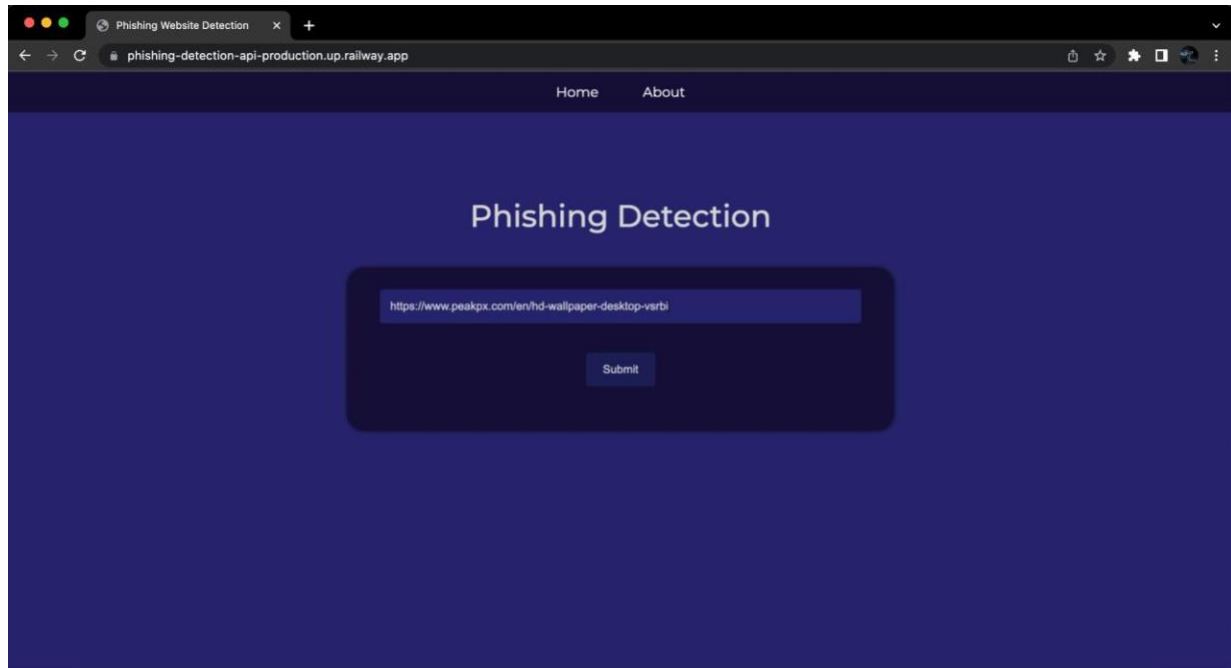 Phishing Website Detection
phishing-detection-api-production.up.railway.app
Home About
Phishing Detection
https://www.peakpx.com/en/hd-wallpaper-desktop-vsrbi
Submit